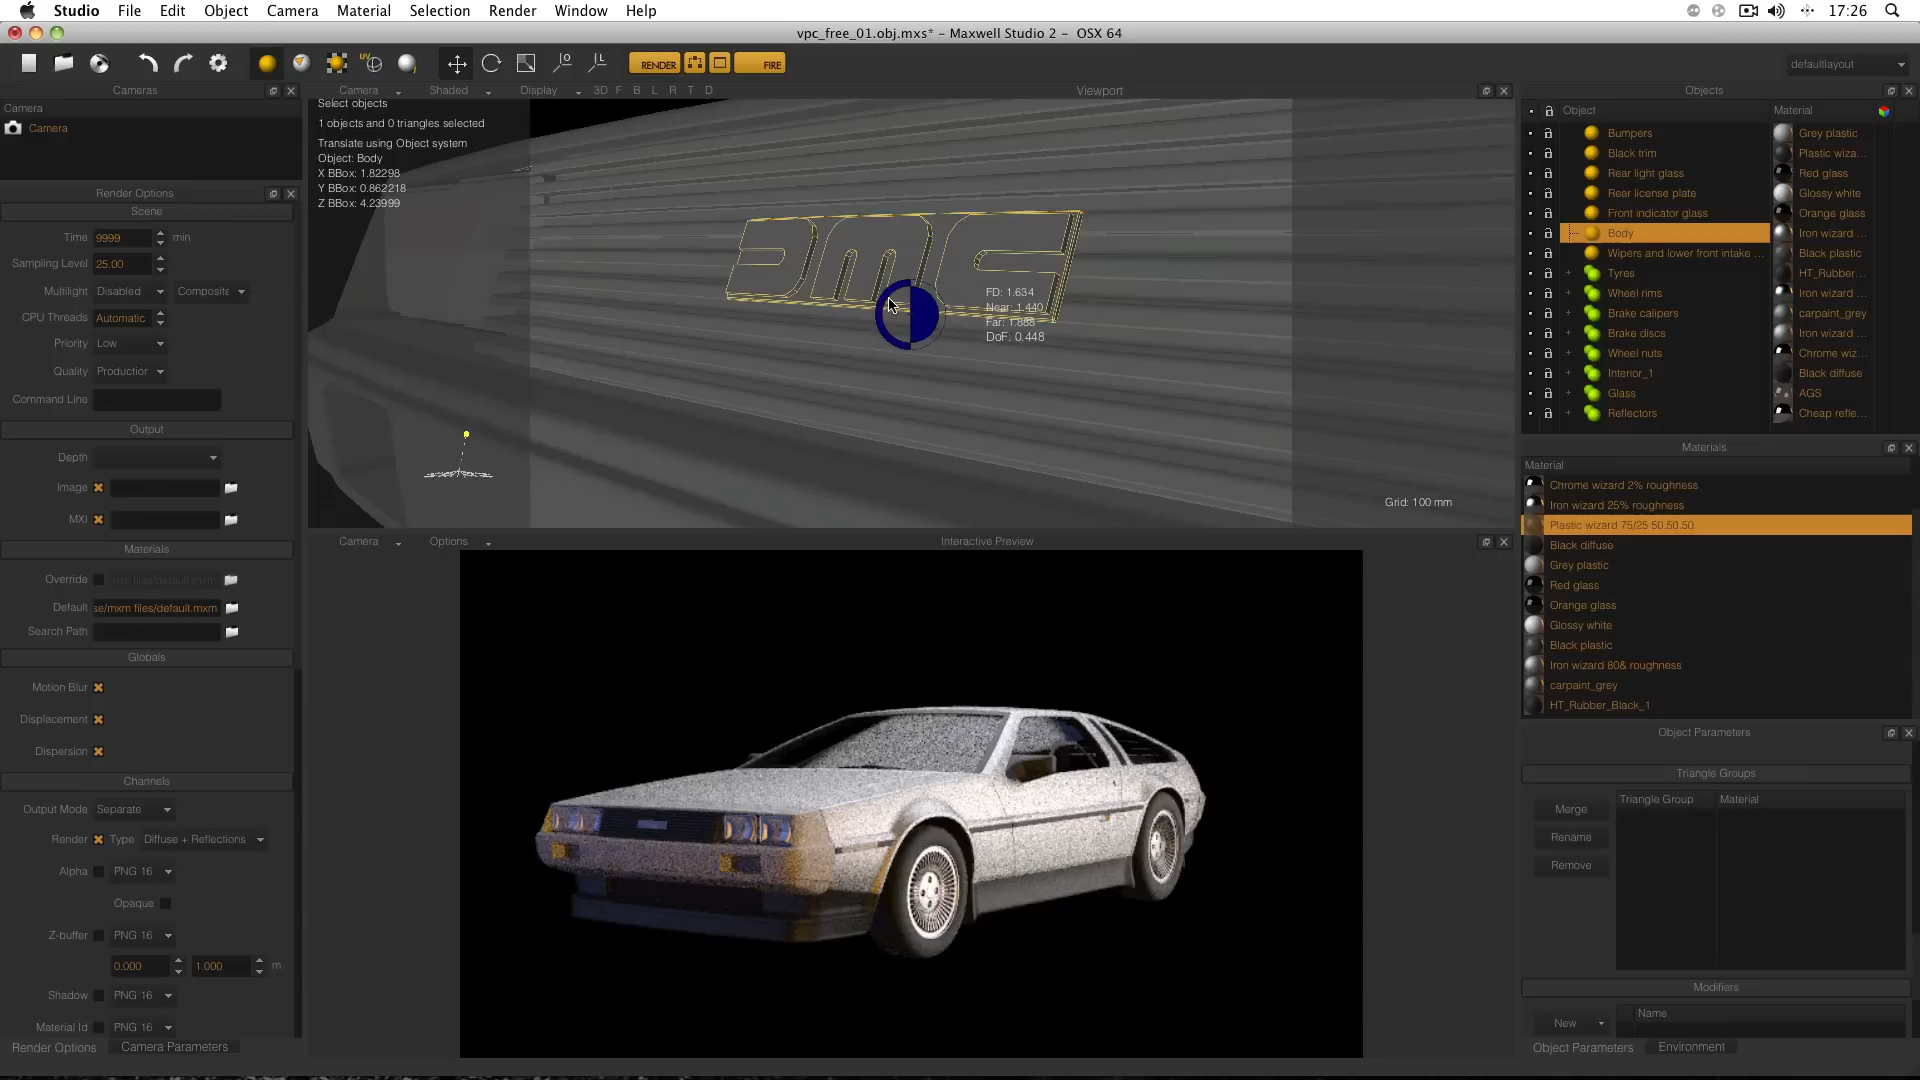 Studio File Edit Object Camera Material Selection Render Window Help 17:26
vpc_free_01.obj.mxs* - Maxwell Studio 2 - OSX 64
UV RENDER FIRE defaultlayout
Cameras
Camera
Camera
Render Options
Scene
Time 9999 min
Sampling Level 25.00
Multilight Disabled Composite
CPU Threads Automatic
Priority Low
Quality Production
Command Line
Output
Depth
Image
MXI
Materials
Override
Default se/mxm files/default.mxm
Search Path
Globals
Motion Blur
Displacement
Dispersion
Channels
Output Mode Separate
Render Type Diffuse + Reflections
Alpha PNG 16
Opaque
Z-buffer PNG 16
0.000 1.000 m
Shadow PNG 16
Material Id PNG 16
Render Options Camera Parameters
Camera Shaded Display 3D F B L R T D Viewport
Select objects
1 objects and 0 triangles selected
Translate using Object system
Object: Body
X BBox: 1.82298
Y BBox: 0.862218
Z BBox: 4.23999
DMC
FD: 1.634
Near: 1.440
Far: 1.888
DoF: 0.448
Grid: 100 mm
Camera Options Interactive Preview
Objects
Object Material
Bumpers Grey plastic
Black trim Plastic wiza...
Rear light glass Red glass
Rear license plate Glossy white
Front indicator glass Orange glass
Body Iron wizard ...
Wipers and lower front intake ... Black plastic
Tyres HT_Rubber...
Wheel rims Iron wizard ...
Brake calipers carpaint_grey
Brake discs Iron wizard ...
Wheel nuts Chrome wiz...
Interior_1 Black diffuse
Glass AGS
Reflectors Cheap refle...
Materials
Material
Chrome wizard 2% roughness
Iron wizard 25% roughness
Plastic wizard 75/25 50.50.50
Black diffuse
Grey plastic
Red glass
Orange glass
Glossy white
Black plastic
Iron wizard 80& roughness
carpaint_grey
HT_Rubber_Black_1
Object Parameters
Triangle Groups
Triangle Group Material
Merge
Rename
Remove
Modifiers
New Name
Object Parameters Environment